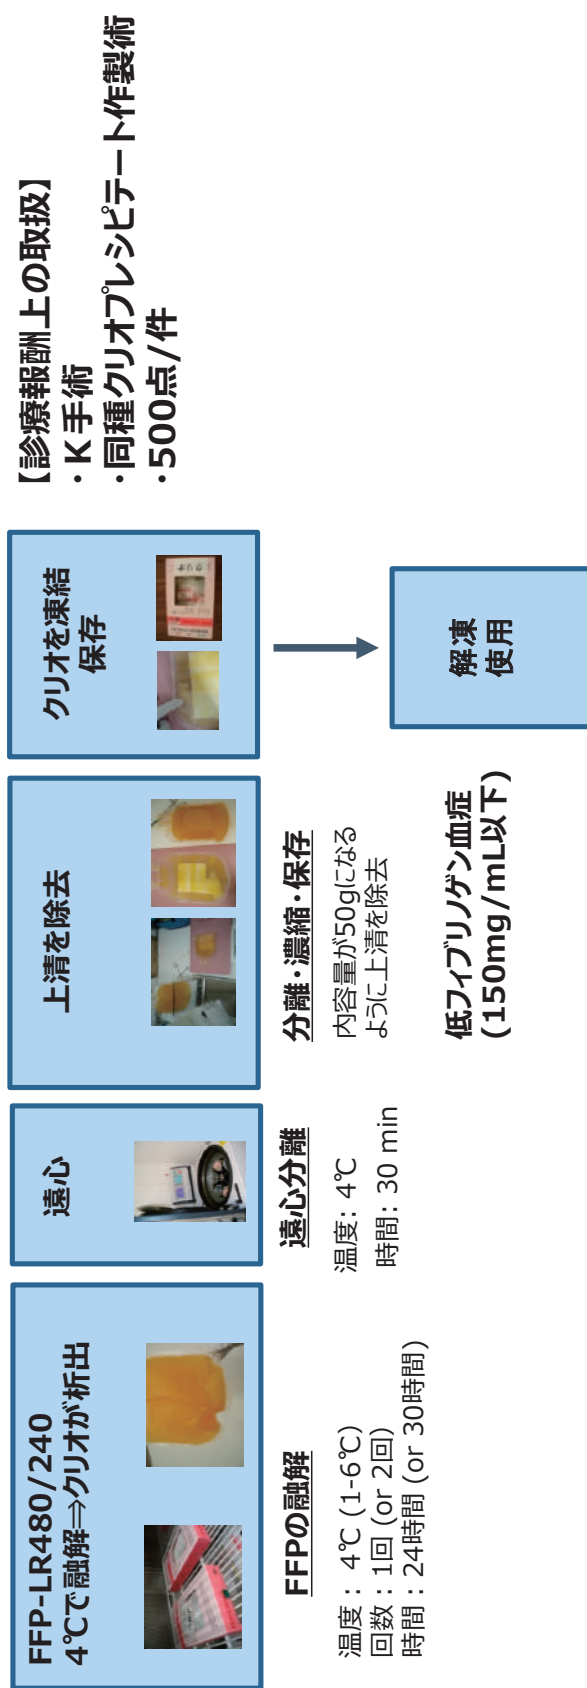 FFP-LR480/240
4℃で融解⇒クリオが析出
FFPの融解
温度：4℃ (1-6℃)
回数：1回 (or 2回)
時間：24時間 (or 30時間)
遠心
遠心分離
温度: 4℃
時間: 30 min
上清を除去
分離・濃縮・保存
内容量が50gになる
ように上清を除去
クリオを凍結
保存
クリオ
解凍
使用
低フィブリノゲン血症
(150mg/mL以下)
【診療報酬上の取扱】
・K手術
・同種クリオプレシピテート作製術
・500点/件